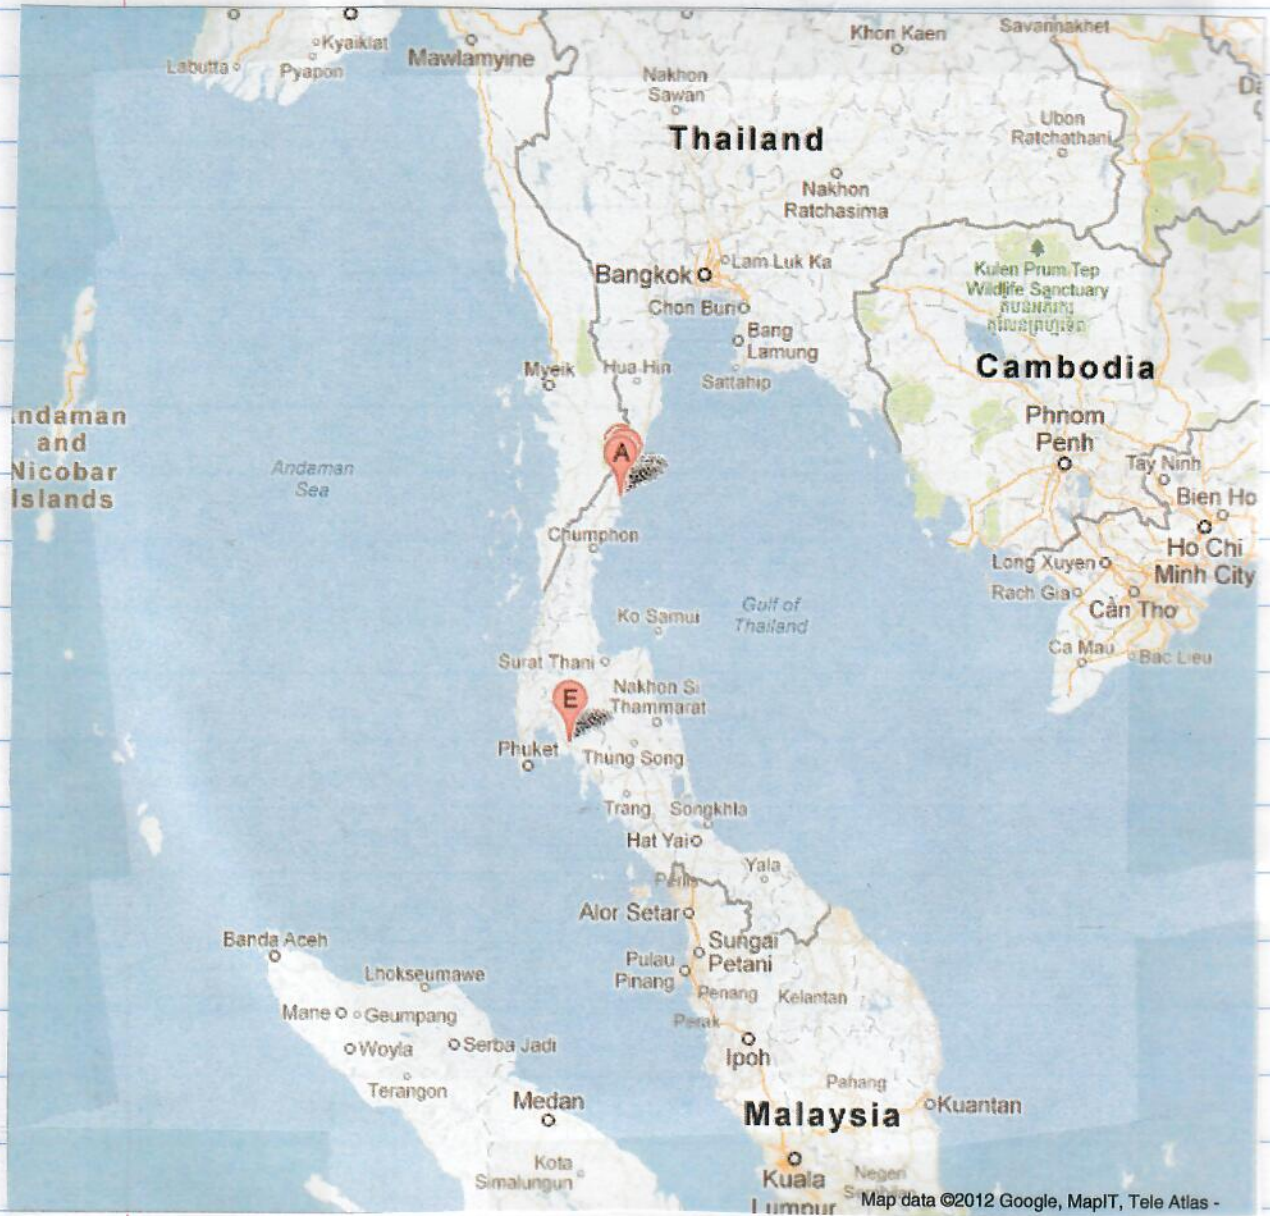 Kyaiklat
Labutta
Pyapon
Mawlamyine
Khon Kaen
Savannakhet
Nakhon
Sawan
Thailand
Ubon
Ratchathani
Nakhon
Ratchasima
Lam Luk Ka
Bangkok
Chon Buri
Bang
Lamung
Sattahip
Kulen Prum Tep
Wildlife Sanctuary
Cambodia
Myeik
Hua Hin
Phnom
Penh
ndaman
and
Nicobar
Islands
Andaman
Sea
A
Tay Ninh
Bien Ho
Ho Chi
Minh City
Chumphon
Long Xuyen
Rach Gia
Cần Thơ
Ko Samui
Gulf of
Thailand
Ca Mau
Bac Lieu
Surat Thani
E
Nakhon Si
Thammarat
Phuket
Thung Song
Trang
Songkhla
Hat Yai
Yala
Perlis
Alor Setar
Sungai
Petani
Pulau
Pinang
Penang
Kelantan
Perak
Ipoh
Banda Aceh
Lhokseumawe
Mane
Geumpang
Woyla
Serba Jadi
Terangon
Medan
Pahang
Malaysia
Kuantan
Kota
Simalungun
Kuala
Lumpur
Negeri
Map data ©2012 Google, MapIT, Tele Atlas -